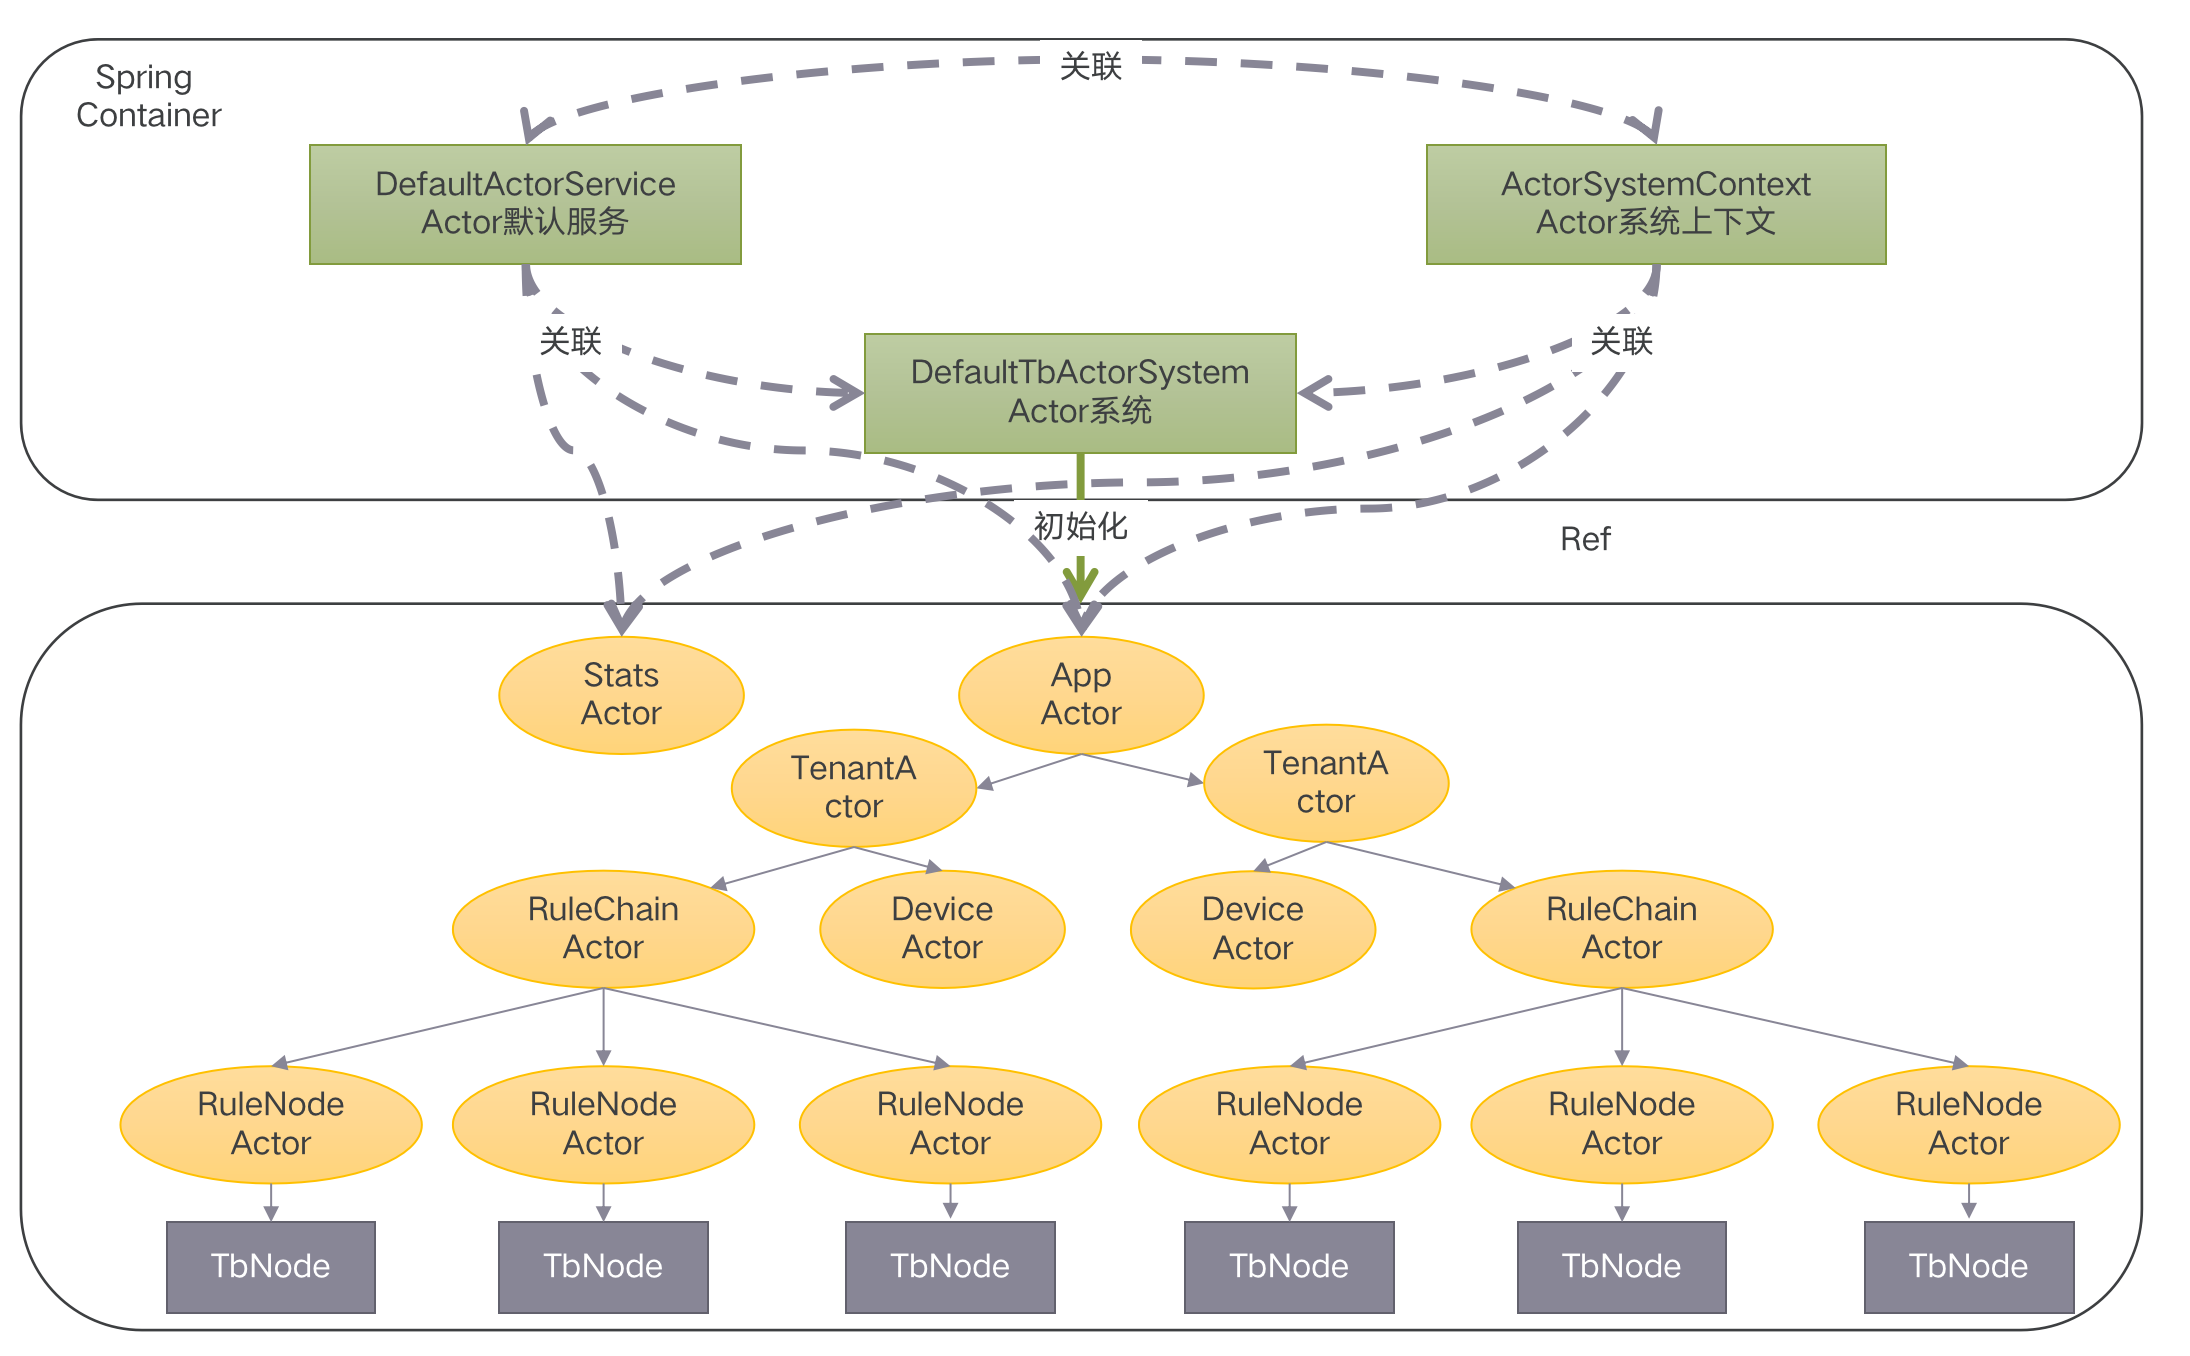 Spring
Container
关联
DefaultActorService
Actor默认服务
ActorSystemContext
Actor系统上下文
关联
关联
DefaultTbActorSystem
Actor系统
初始化
Ref
Stats
Actor
App
Actor
TenantA
ctor
TenantA
ctor
RuleChain
Actor
Device
Actor
Device
Actor
RuleChain
Actor
RuleNode
Actor
RuleNode
Actor
RuleNode
Actor
RuleNode
Actor
RuleNode
Actor
RuleNode
Actor
TbNode
TbNode
TbNode
TbNode
TbNode
TbNode